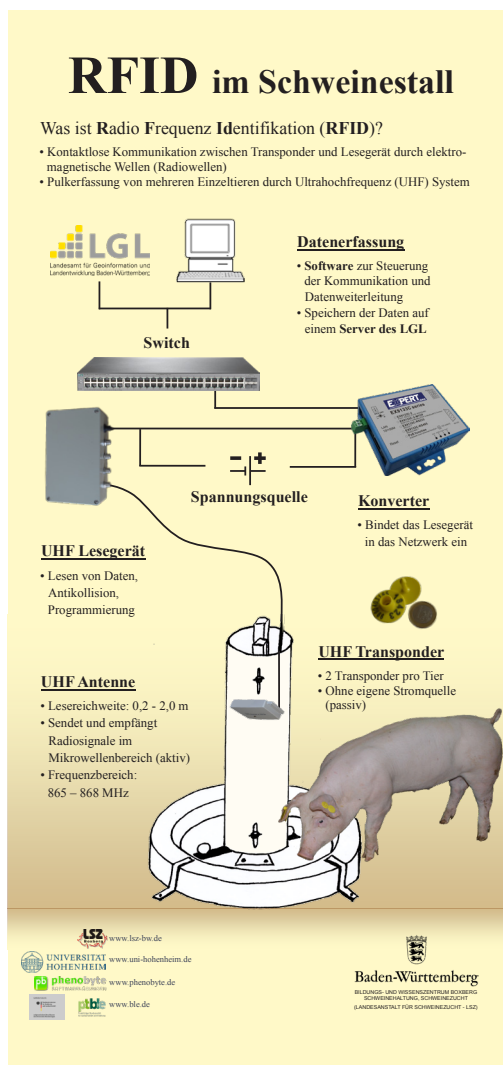 RFID im Schweinestall
Was ist Radio Frequenz Identifikation (RFID)?
• Kontaktlose Kommunikation zwischen Transponder und Lesegerät durch elektro-
magnetische Wellen (Radiowellen)
• Pulkerfassung von mehreren Einzeltieren durch Ultrahochfrequenz (UHF) System
LGL
Landesamt für Geoinformation und
Landentwicklung Baden-Württemberg
Datenerfassung
• Software zur Steuerung
der Kommunikation und
Datenweiterleitung
• Speichern der Daten auf
einem Server des LGL
Switch
EXPERT
EX9132C series
- +
Spannungsquelle
Konverter
• Bindet das Lesegerät
in das Netzwerk ein
UHF Lesegerät
• Lesen von Daten,
Antikollision,
Programmierung
UHF Transponder
• 2 Transponder pro Tier
• Ohne eigene Stromquelle
(passiv)
UHF Antenne
• Lesereichweite: 0,2 - 2,0 m
• Sendet und empfängt
Radiosignale im
Mikrowellenbereich (aktiv)
• Frequenzbereich:
865 – 868 MHz
LSZ
Boxberg
www.lsz-bw.de
UNIVERSITÄT
HOHENHEIM
www.uni-hohenheim.de
pb phenobyte
SOFTWARELÖSUNGEN
www.phenobyte.de
ptble
www.ble.de
Baden-Württemberg
BILDUNGS- UND WISSENSZENTRUM BOXBERG
SCHWEINEHALTUNG, SCHWEINEZUCHT
(LANDESANSTALT FÜR SCHWEINEZUCHT - LSZ)